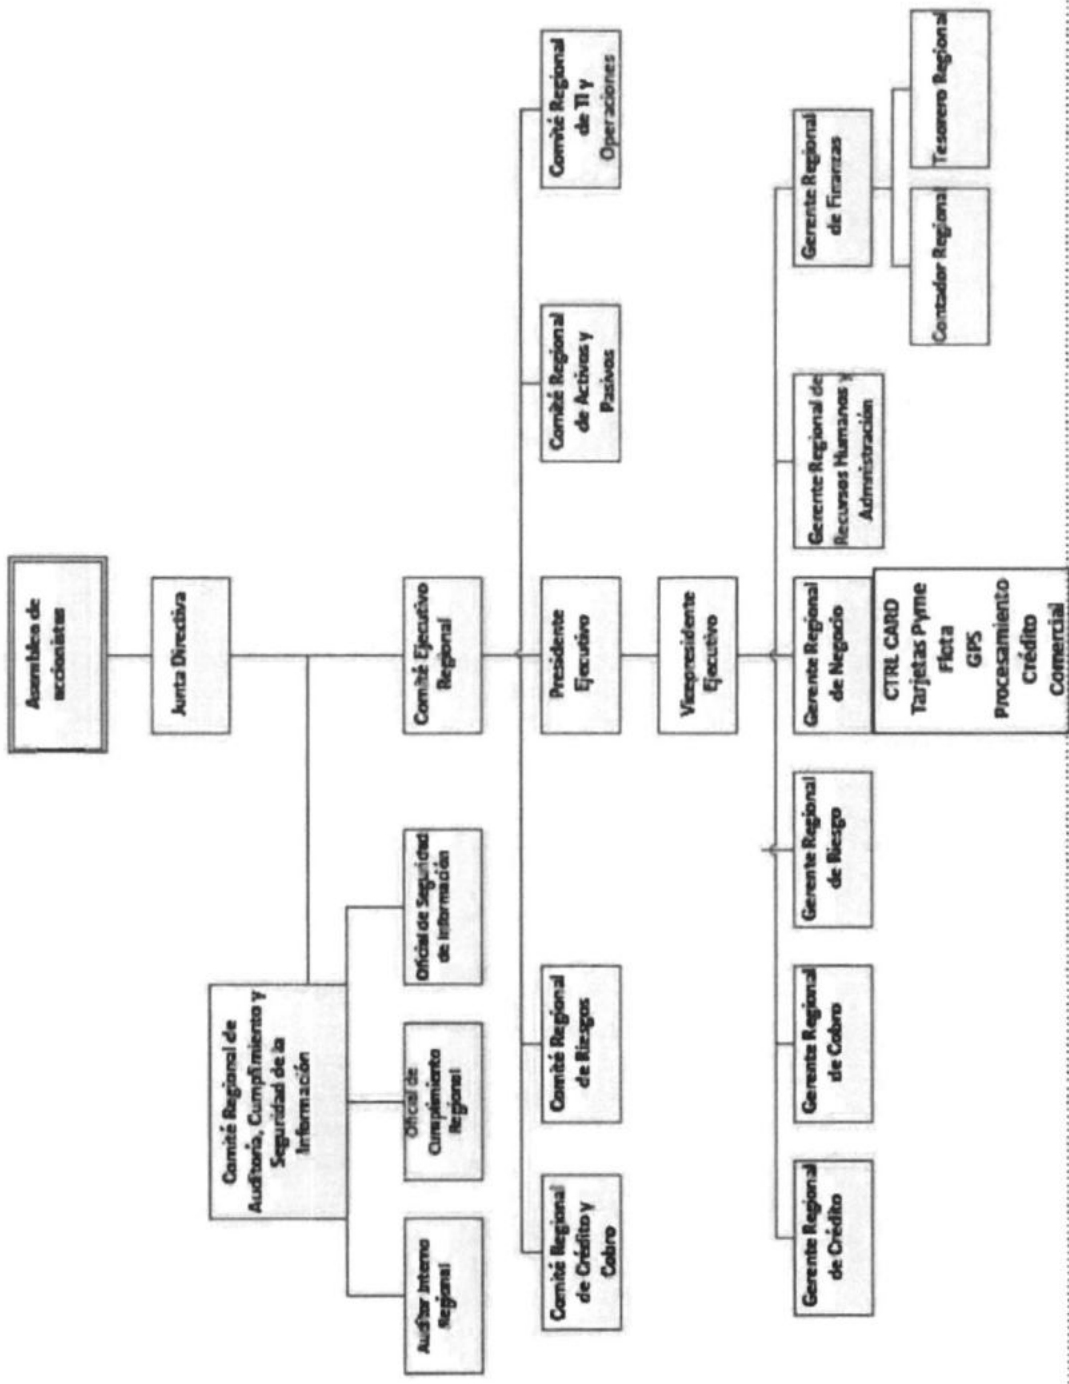 Asamblea de
accionistas
Junta Directiva
Comité Regional de
Auditoría, Cumplimiento y
Seguridad de la
Información
Auditor Interno
Regional
Oficial de
Cumplimiento
Regional
Oficial de Seguridad
de Información
Comité Ejecutivo
Regional
Comité Regional
de Crédito y
Cobro
Comité Regional
de Riesgos
Presidente
Ejecutivo
Comité Regional
de Activos y
Pasivos
Comité Regional
de TI y
Operaciones
Vicepresidente
Ejecutivo
Gerente Regional
de Crédito
Gerente Regional
de Cobro
Gerente Regional
de Riesgo
Gerente Regional
de Negocio
CTRL CARD
Tarjetas Pyme
Flota
GPS
Procesamiento
Crédito
Comercial
Gerente Regional de
Recursos Humanos y
Administración
Gerente Regional
de Finanzas
Contador Regional
Tesorero Regional